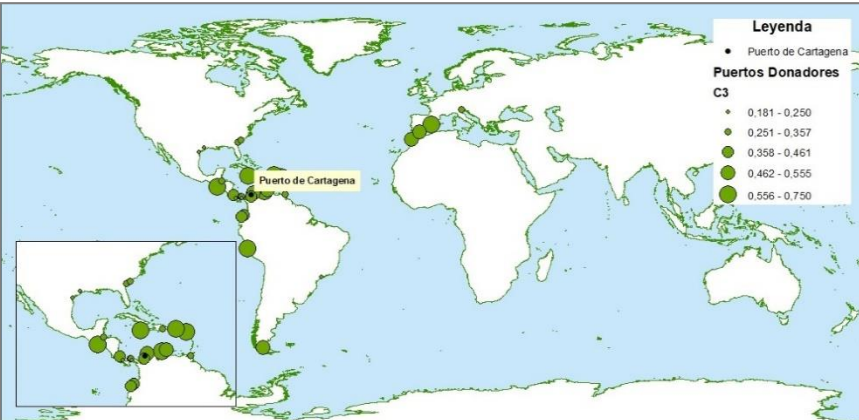 Leyenda
Puerto de Cartagena
Puertos Donadores
C3
0,181 - 0,250
0,251 - 0,357
0,358 - 0,461
0,462 - 0,555
0,556 - 0,750
Puerto de Cartagena